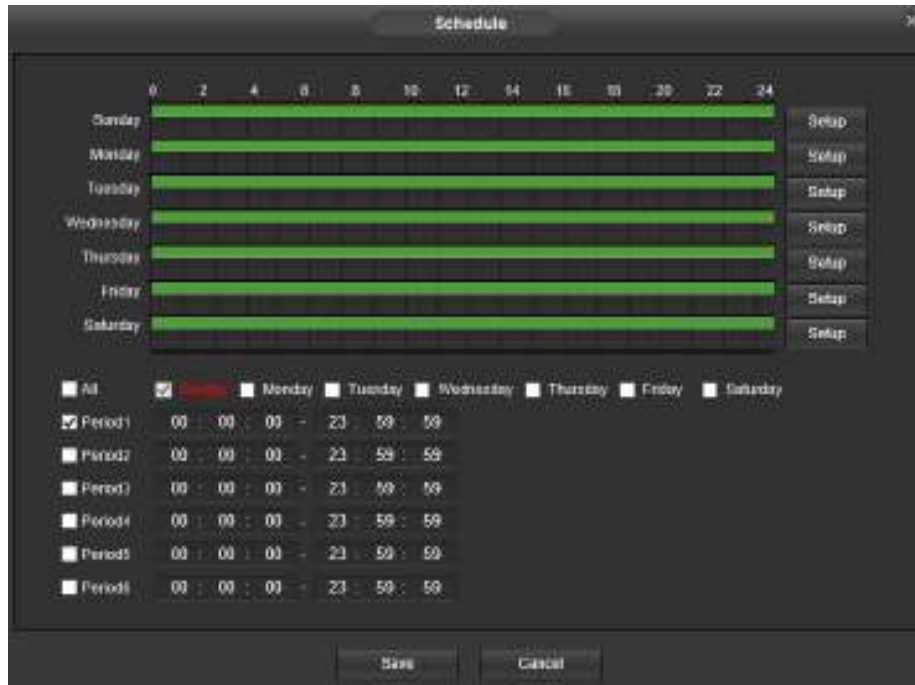 Schedule
0 2 4 6 8 10 12 14 16 18 20 22 24
Sunday Setup
Monday Setup
Tuesday Setup
Wednesday Setup
Thursday Setup
Friday Setup
Saturday Setup
All Sunday Monday Tuesday Wednesday Thursday Friday Saturday
Period1 00 : 00 : 00 - 23 : 59 : 59
Period2 00 : 00 : 00 - 23 : 59 : 59
Period3 00 : 00 : 00 - 23 : 59 : 59
Period4 00 : 00 : 00 - 23 : 59 : 59
Period5 00 : 00 : 00 - 23 : 59 : 59
Period6 00 : 00 : 00 - 23 : 59 : 59
Save Cancel